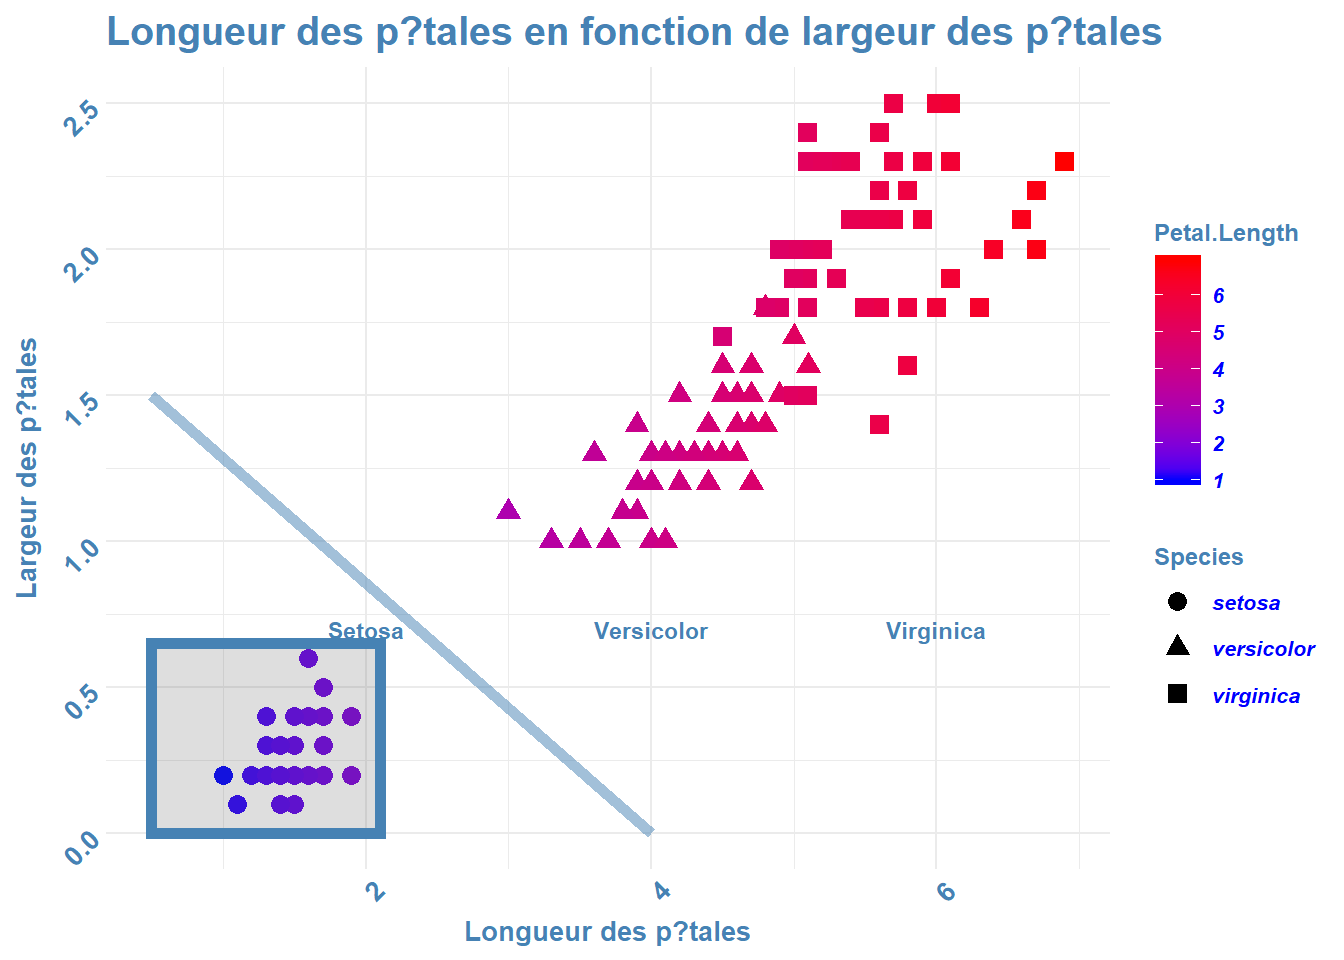 Longueur des p?tales en fonction de largeur des p?tales
Largeur des p?tales
2.5
2.0
1.5
1.0
0.5
0.0
Setosa
Versicolor
Virginica
2
4
6
Longueur des p?tales
Petal.Length
6
5
4
3
2
1
Species
setosa
versicolor
virginica